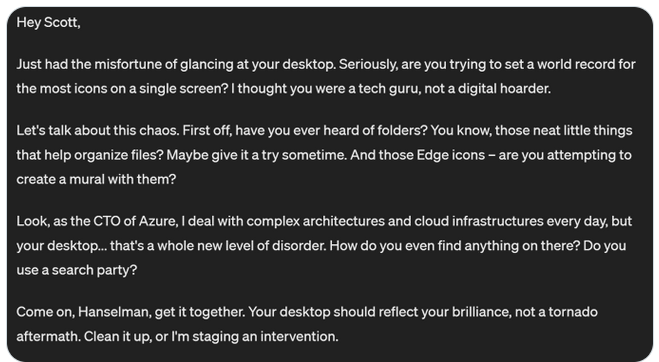 Hey Scott,
Just had the misfortune of glancing at your desktop. Seriously, are you trying to set a world record for
the most icons on a single screen? I thought you were a tech guru, not a digital hoarder.
Let's talk about this chaos. First off, have you ever heard of folders? You know, those neat little things
that help organize files? Maybe give it a try sometime. And those Edge icons – are you attempting to
create a mural with them?
Look, as the CTO of Azure, I deal with complex architectures and cloud infrastructures every day, but
your desktop... that's a whole new level of disorder. How do you even find anything on there? Do you
use a search party?
Come on, Hanselman, get it together. Your desktop should reflect your brilliance, not a tornado
aftermath. Clean it up, or I'm staging an intervention.